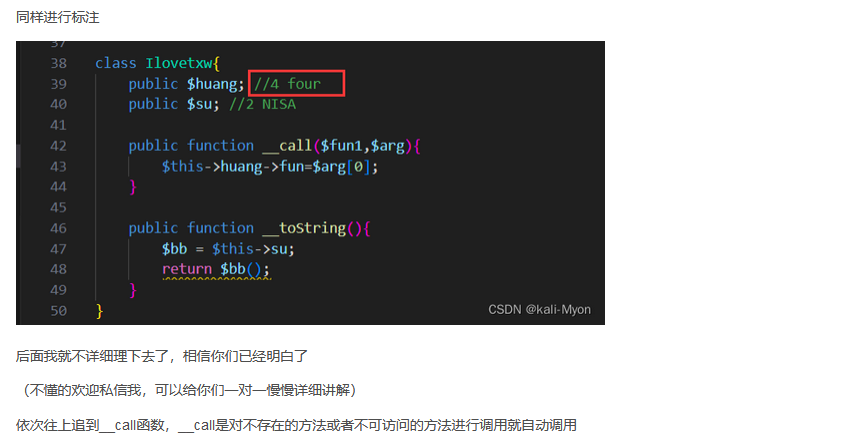 同样进行标注
37
38 class Ilovetxw{
39 public $huang; //4 four
40 public $su; //2 NISA
41
42 public function __call($fun1,$arg){
43 $this->huang->fun=$arg[0];
44 }
45
46 public function __toString(){
47 $bb = $this->su;
48 return $bb();
49 }
50 }
CSDN @kali-Myon
后面我就不详细理下去了，相信你们已经明白了
（不懂的欢迎私信我，可以给你们一对一慢慢详细讲解）
依次往上追到__call函数，__call是对不存在的方法或者不可访问的方法进行调用就自动调用